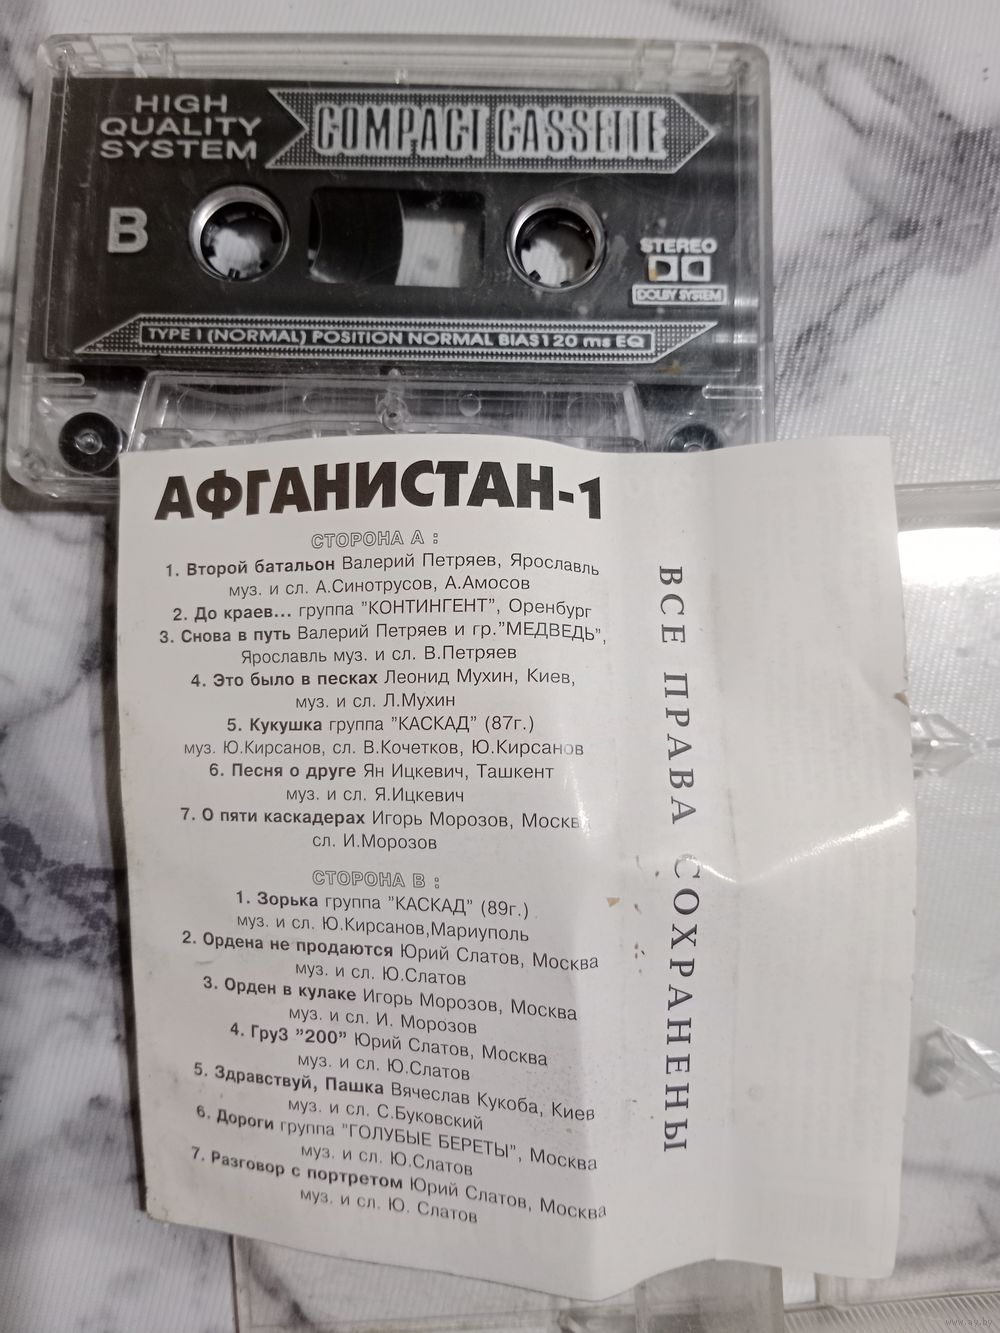 HIGH
QUALITY
SYSTEM
COMPACT CASSETTE
B
STEREO
DOLBY SYSTEM
TYPE I (NORMAL) POSITION NORMAL BIAS120 ms EQ
АФГАНИСТАН-1
СТОРОНА А :
1. Второй батальон Валерий Петряев, Ярославль
муз. и сл. А.Синотрусов, А.Амосов
2. До краев... группа "КОНТИНГЕНТ", Оренбург
3. Снова в путь Валерий Петряев и гр."МЕДВЕДЬ",
Ярославль муз. и сл. В.Петряев
4. Это было в песках Леонид Мухин, Киев,
муз. и сл. Л.Мухин
5. Кукушка группа "КАСКАД" (87г.)
муз. Ю.Кирсанов, сл. В.Кочетков, Ю.Кирсанов
6. Песня о друге Ян Ицкевич, Ташкент
муз. и сл. Я.Ицкевич
7. О пяти каскадерах Игорь Морозов, Москва
сл. И.Морозов
СТОРОНА В :
1. Зорька группа "КАСКАД" (89г.)
муз. и сл. Ю.Кирсанов,Мариуполь
2. Ордена не продаются Юрий Слатов, Москва
муз. и сл. Ю.Слатов
3. Орден в кулаке Игорь Морозов, Москва
муз. и сл. И. Морозов
4. Гру3 "200" Юрий Слатов, Москва
муз. и сл. Ю.Слатов
5. Здравствуй, Пашка Вячеслав Кукоба, Киев
муз. и сл. С.Буковский
6. Дороги группа "ГОЛУБЫЕ БЕРЕТЫ", Москва
муз. и сл. Ю.Слатов
7. Разговор с портретом Юрий Слатов, Москва
муз. и сл. Ю. Слатов
ВСЕ ПРАВА СОХРАНЕНЫ
www.ay.by